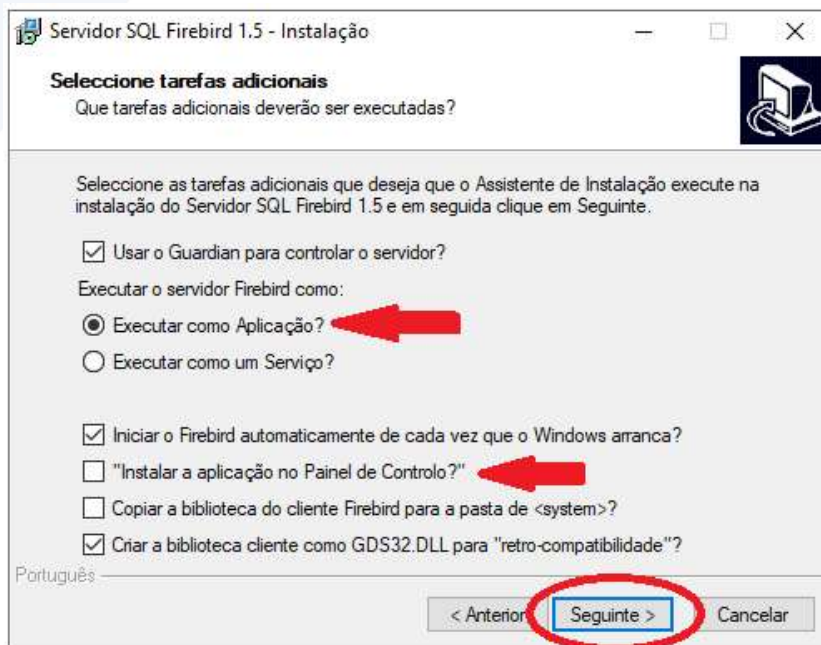 Servidor SQL Firebird 1.5 - Instalação
Seleccione tarefas adicionais
Que tarefas adicionais deverão ser executadas?
Seleccione as tarefas adicionais que deseja que o Assistente de Instalação execute na
instalação do Servidor SQL Firebird 1.5 e em seguida clique em Seguinte.
Usar o Guardian para controlar o servidor?
Executar o servidor Firebird como:
Executar como Aplicação?
Executar como um Serviço?
Iniciar o Firebird automaticamente de cada vez que o Windows arranca?
"Instalar a aplicação no Painel de Controlo?"
Copiar a biblioteca do cliente Firebird para a pasta de <system>?
Criar a biblioteca cliente como GDS32.DLL para "retro-compatibilidade"?
Português
< Anterior Seguinte > Cancelar